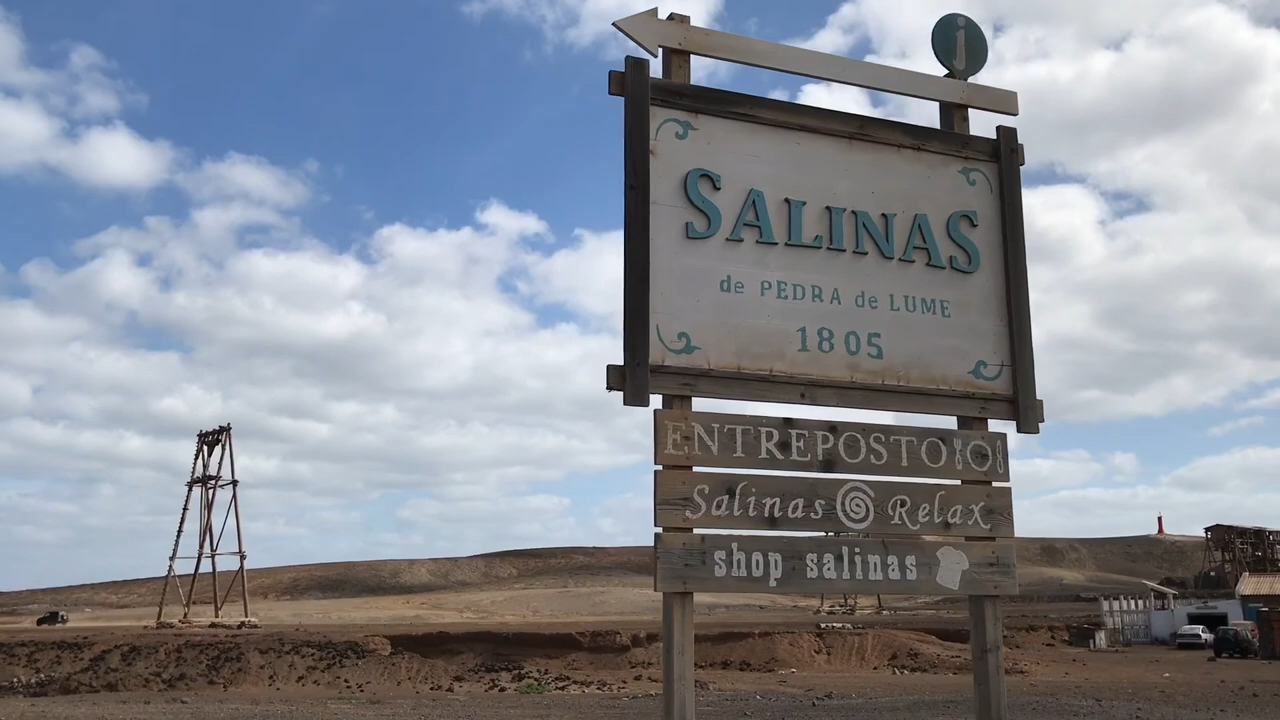 i
SALINAS
de PEDRA de LUME
1805
ENTREPOSTO
Salinas Relax
shop salinas